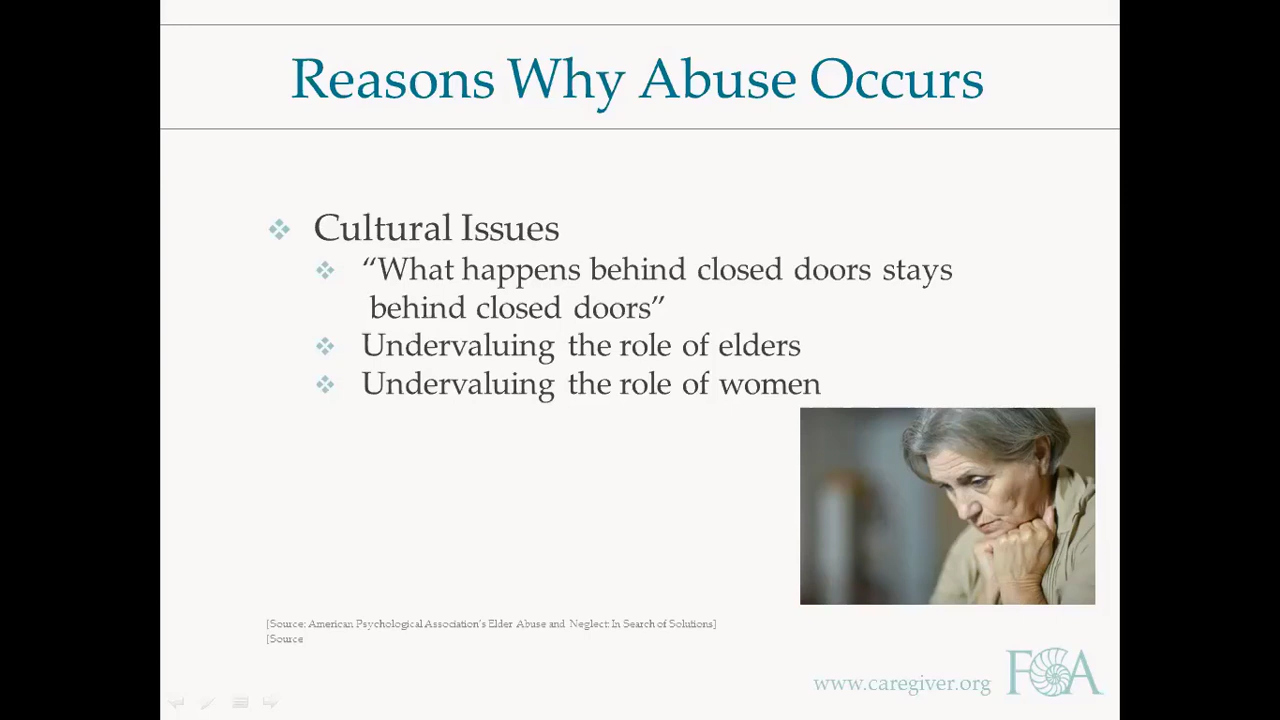 Reasons Why Abuse Occurs
Cultural Issues
“What happens behind closed doors stays
behind closed doors”
Undervaluing the role of elders
Undervaluing the role of women
[Source: American Psychological Association's Elder Abuse and Neglect: In Search of Solutions]
[Source
www.caregiver.org FCA